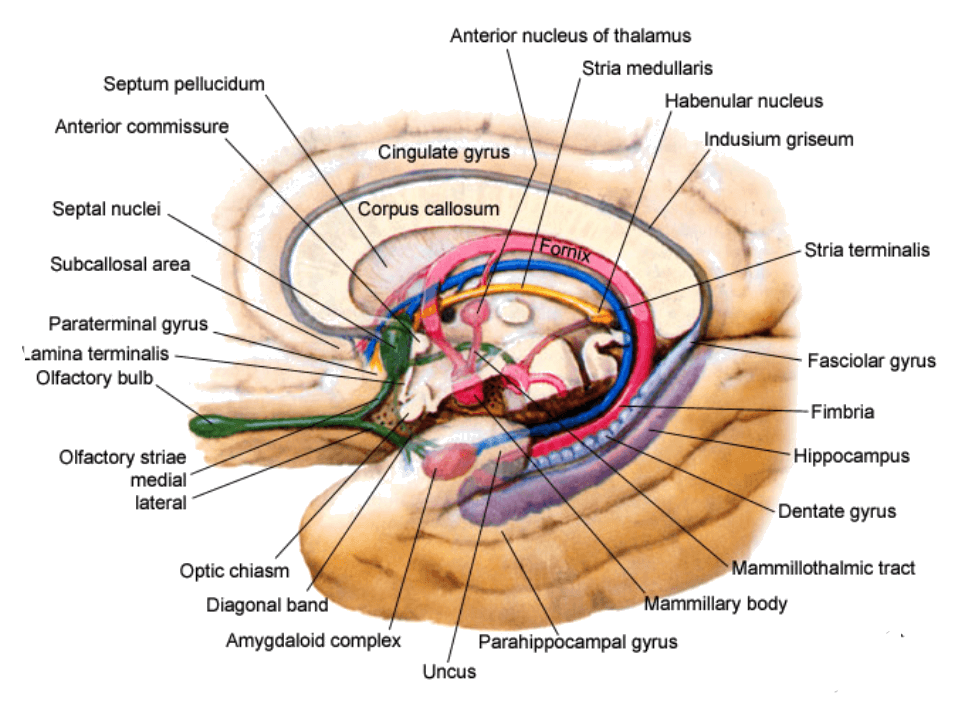 Anterior nucleus of thalamus
Stria medullaris
Septum pellucidum
Habenular nucleus
Anterior commissure
Indusium griseum
Cingulate gyrus
Septal nuclei
Corpus callosum
Fornix
Stria terminalis
Subcallosal area
Paraterminal gyrus
Lamina terminalis
Fasciolar gyrus
Olfactory bulb
Fimbria
Olfactory striae
medial
lateral
Hippocampus
Dentate gyrus
Optic chiasm
Mammillothalmic tract
Diagonal band
Mammillary body
Amygdaloid complex
Parahippocampal gyrus
Uncus